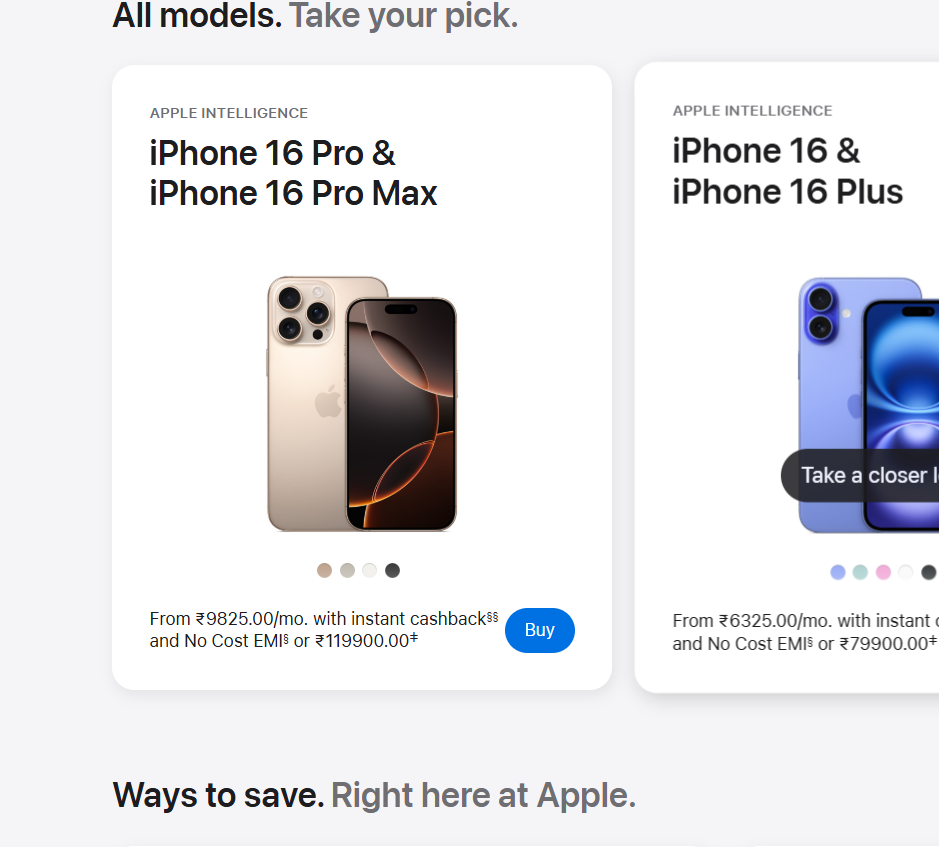 All models. Take your pick.
APPLE INTELLIGENCE
iPhone 16 Pro &
iPhone 16 Pro Max
From ₹9825.00/mo. with instant cashback§§
and No Cost EMI§ or ₹119900.00‡
Buy
APPLE INTELLIGENCE
iPhone 16 &
iPhone 16 Plus
Take a closer
From ₹6325.00/mo. with instant
and No Cost EMI§ or ₹79900.00‡
Ways to save. Right here at Apple.